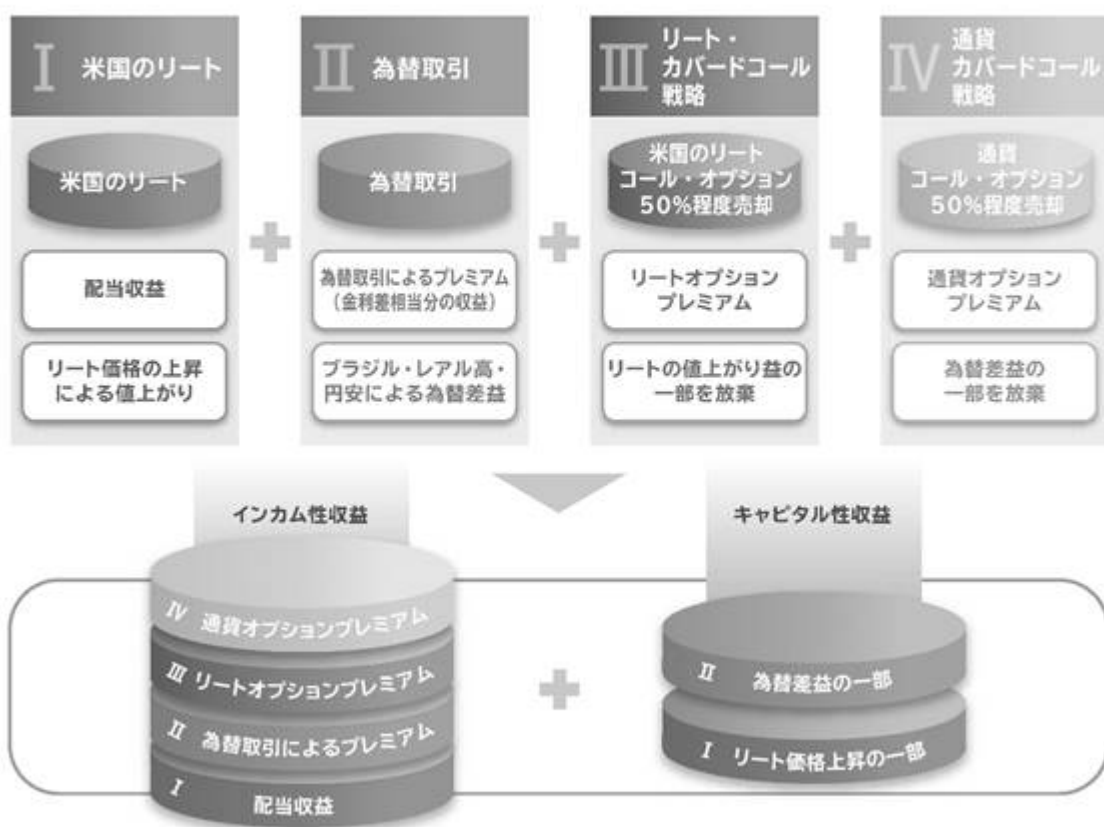 I 米国のリート
II 為替取引
III リート・
カバードコール
戦略
IV 通貨
カバードコール
戦略
米国のリート
為替取引
米国のリート
コール・オプション
50%程度売却
通貨
コール・オプション
50%程度売却
配当収益
為替取引によるプレミアム
(金利差相当分の収益)
リートオプション
プレミアム
通貨オプション
プレミアム
リート価格の上昇
による値上がり
ブラジル・レアル高・
円安による為替差益
リートの値上がり益の
一部を放棄
為替差益の
一部を放棄
インカム性収益
IV 通貨オプションプレミアム
III リートオプションプレミアム
II 為替取引によるプレミアム
I 配当収益
キャピタル性収益
II 為替差益の一部
I リート価格上昇の一部